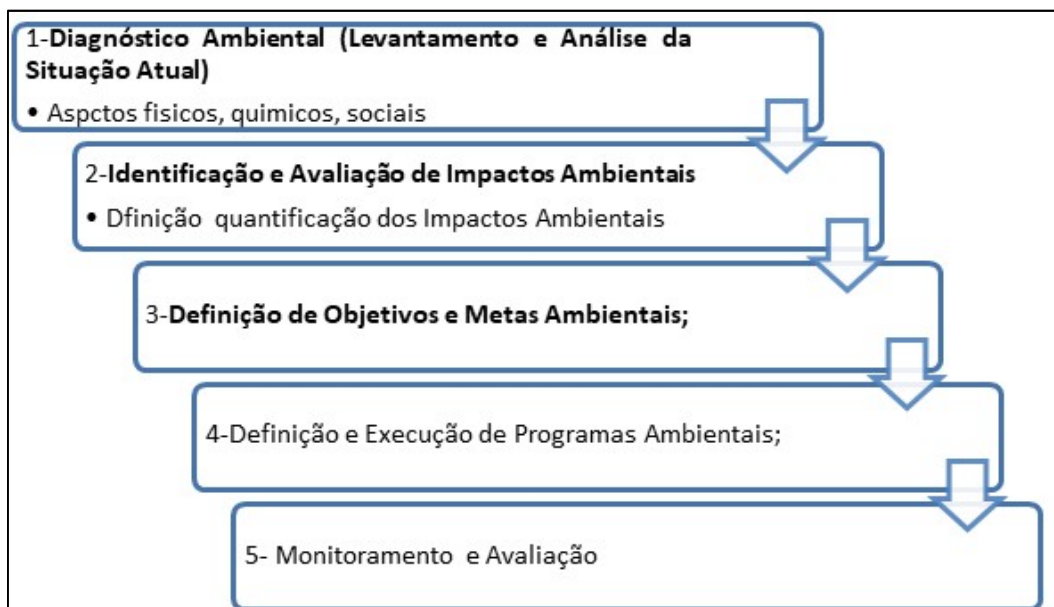 1-Diagnóstico Ambiental (Levantamento e Análise da
Situação Atual)
• Aspctos fisicos, quimicos, sociais
2-Identificação e Avaliação de Impactos Ambientais
• Dfinição quantificação dos Impactos Ambientais
3-Definição de Objetivos e Metas Ambientais;
4-Definição e Execução de Programas Ambientais;
5- Monitoramento e Avaliação